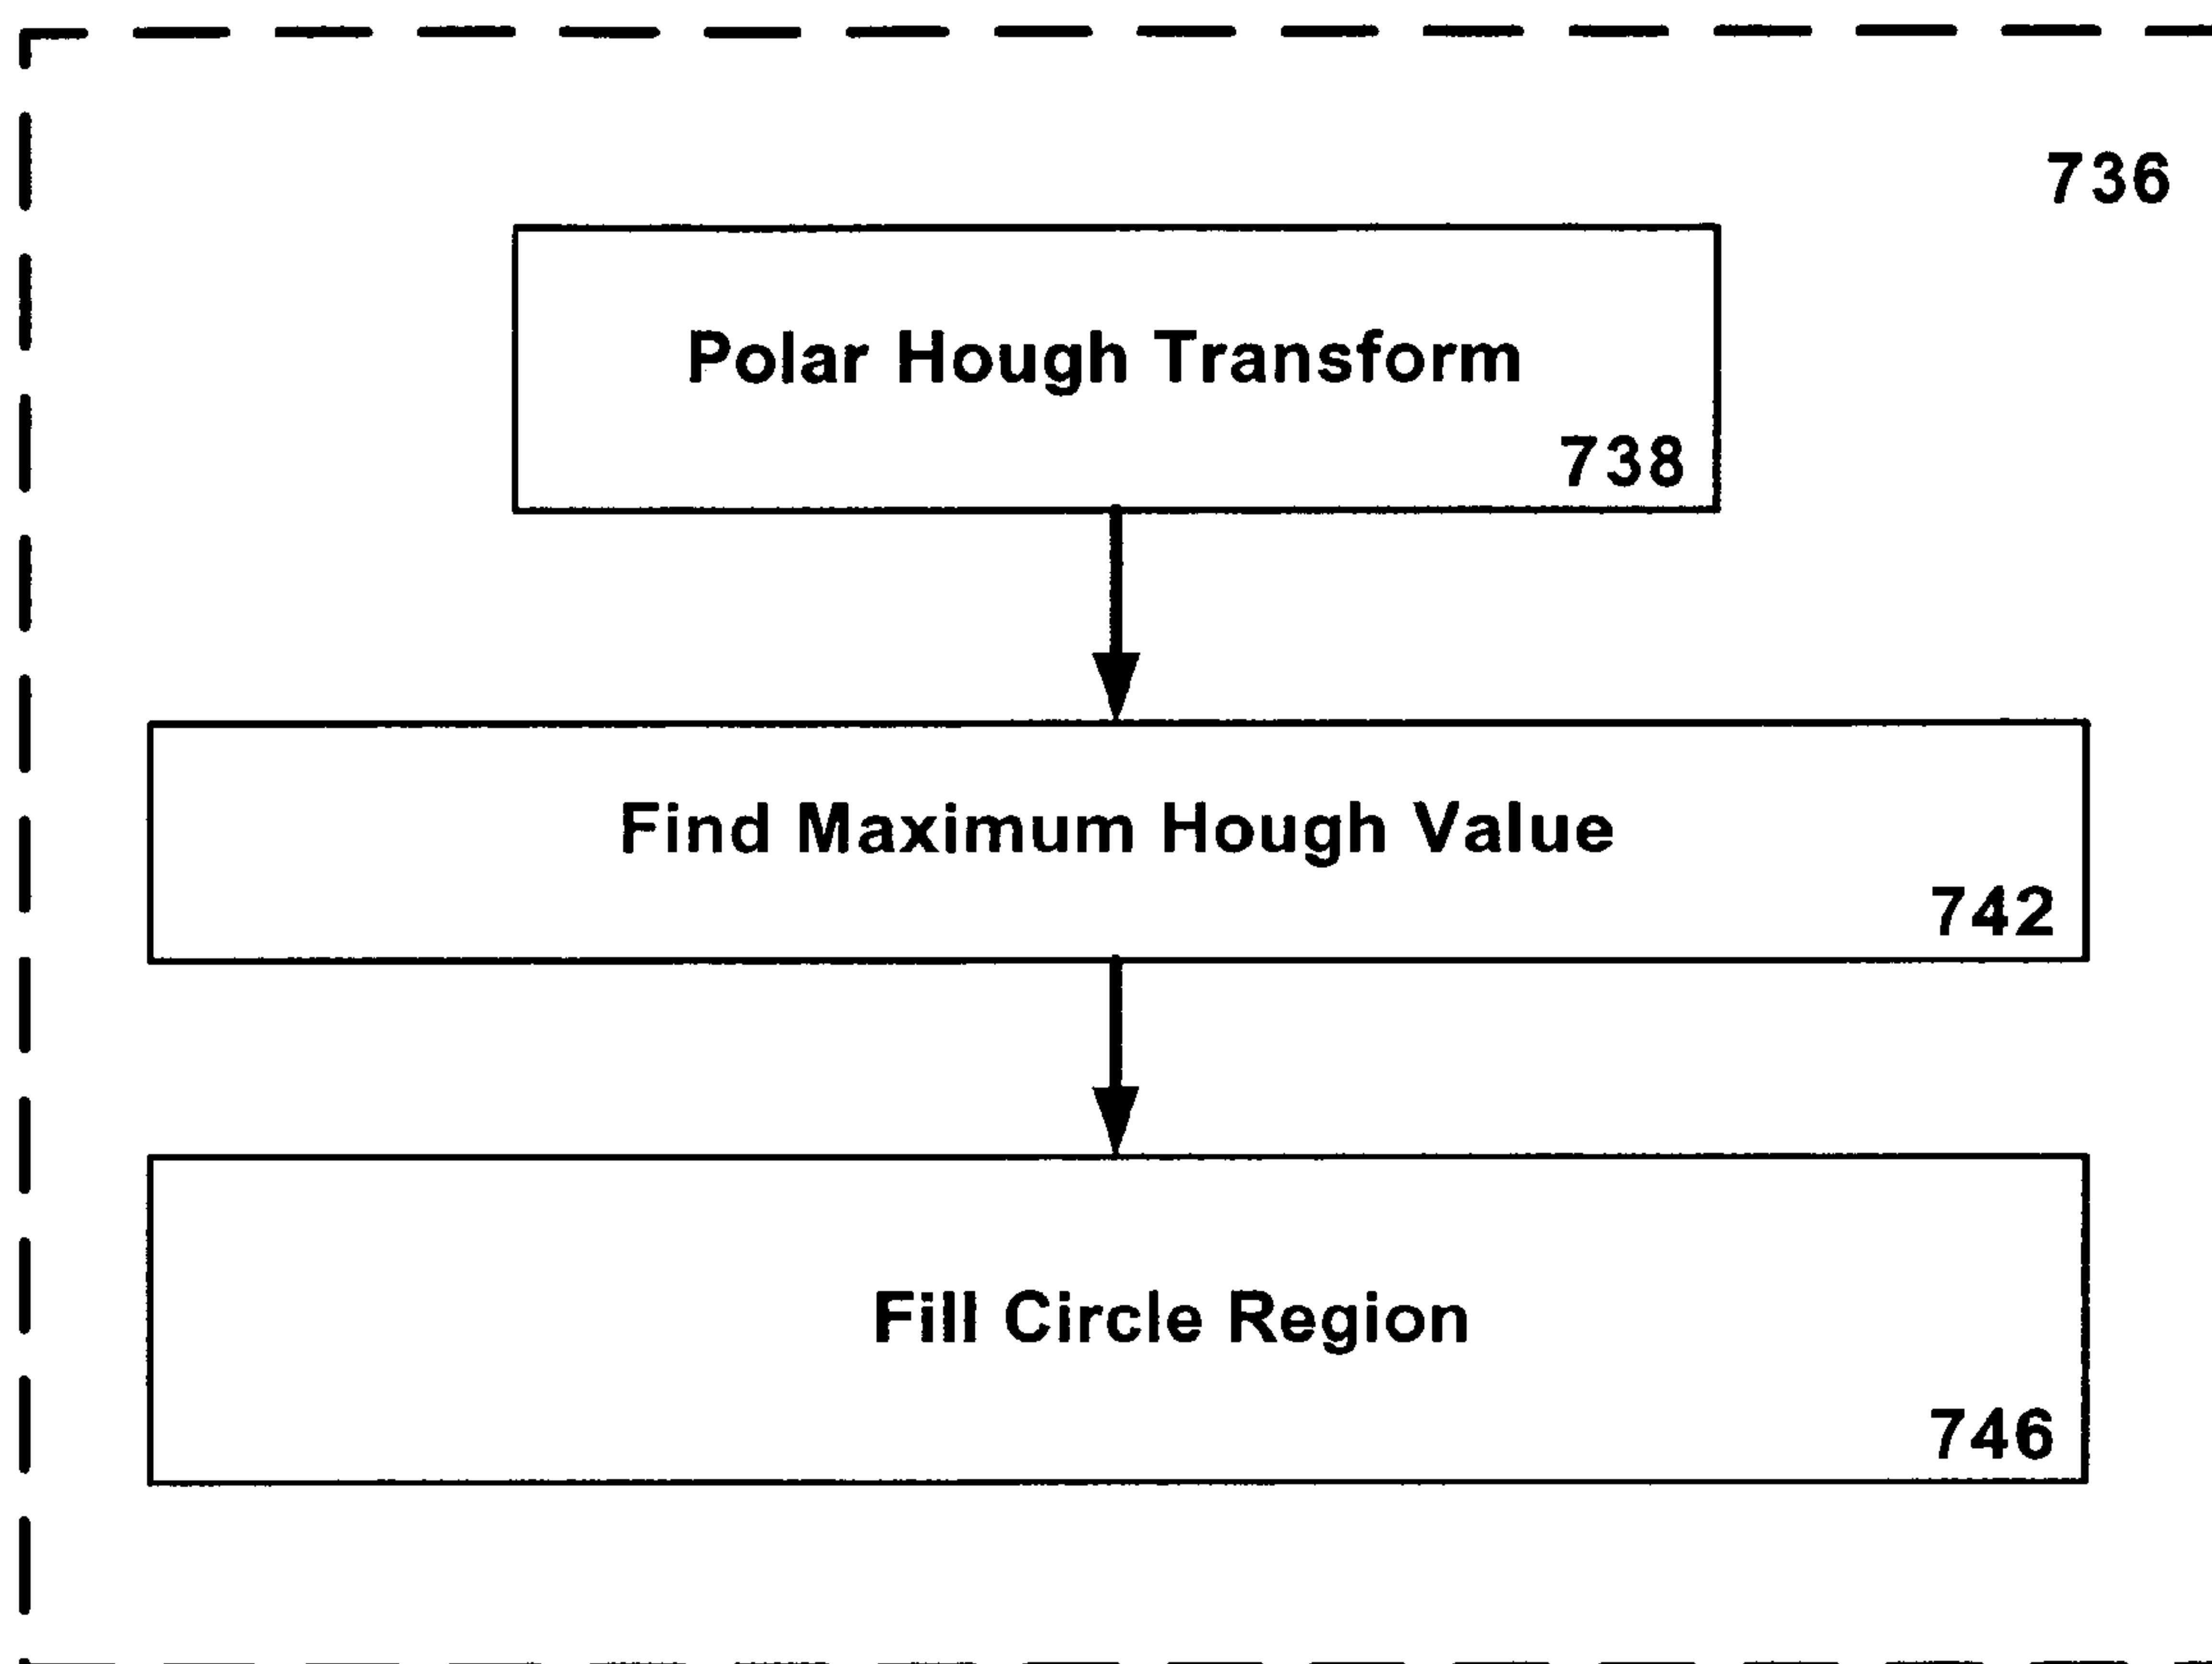 736
Polar Hough Transform
738
Find Maximum Hough Value
742
Fill Circle Region
746